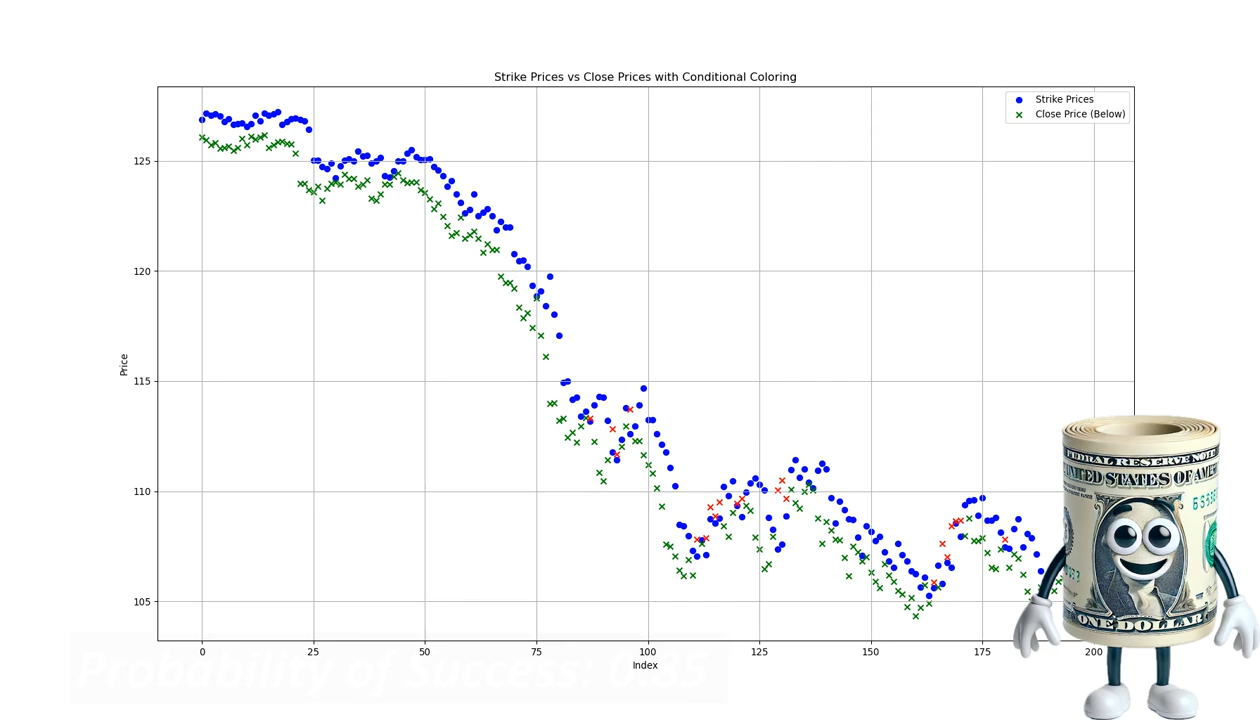 Strike Prices vs Close Prices with Conditional Coloring
Strike Prices
Close Price (Below)
Price
125
120
115
110
105
0 25 50 75 100 125 150 175 200
Index
Probability of Success: 0.85
FEDERAL RESERVE NOTE
UNITED STATES OF AMER
ONE DOLLAR